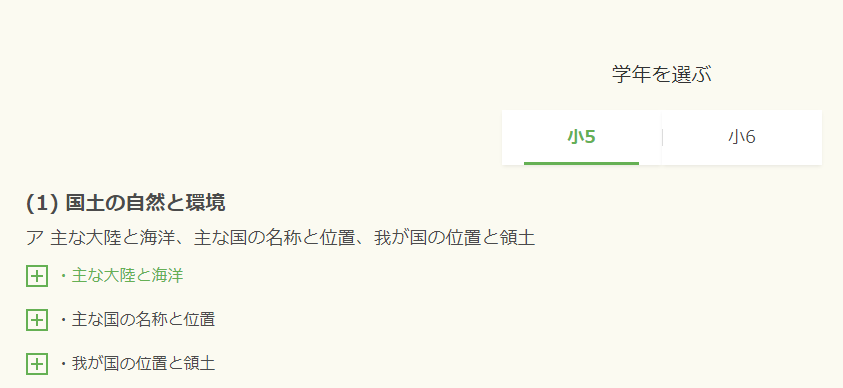 学年を選ぶ
小5
小6
(1) 国土の自然と環境
ア 主な大陸と海洋、主な国の名称と位置、我が国の位置と領土
・主な大陸と海洋
・主な国の名称と位置
・我が国の位置と領土